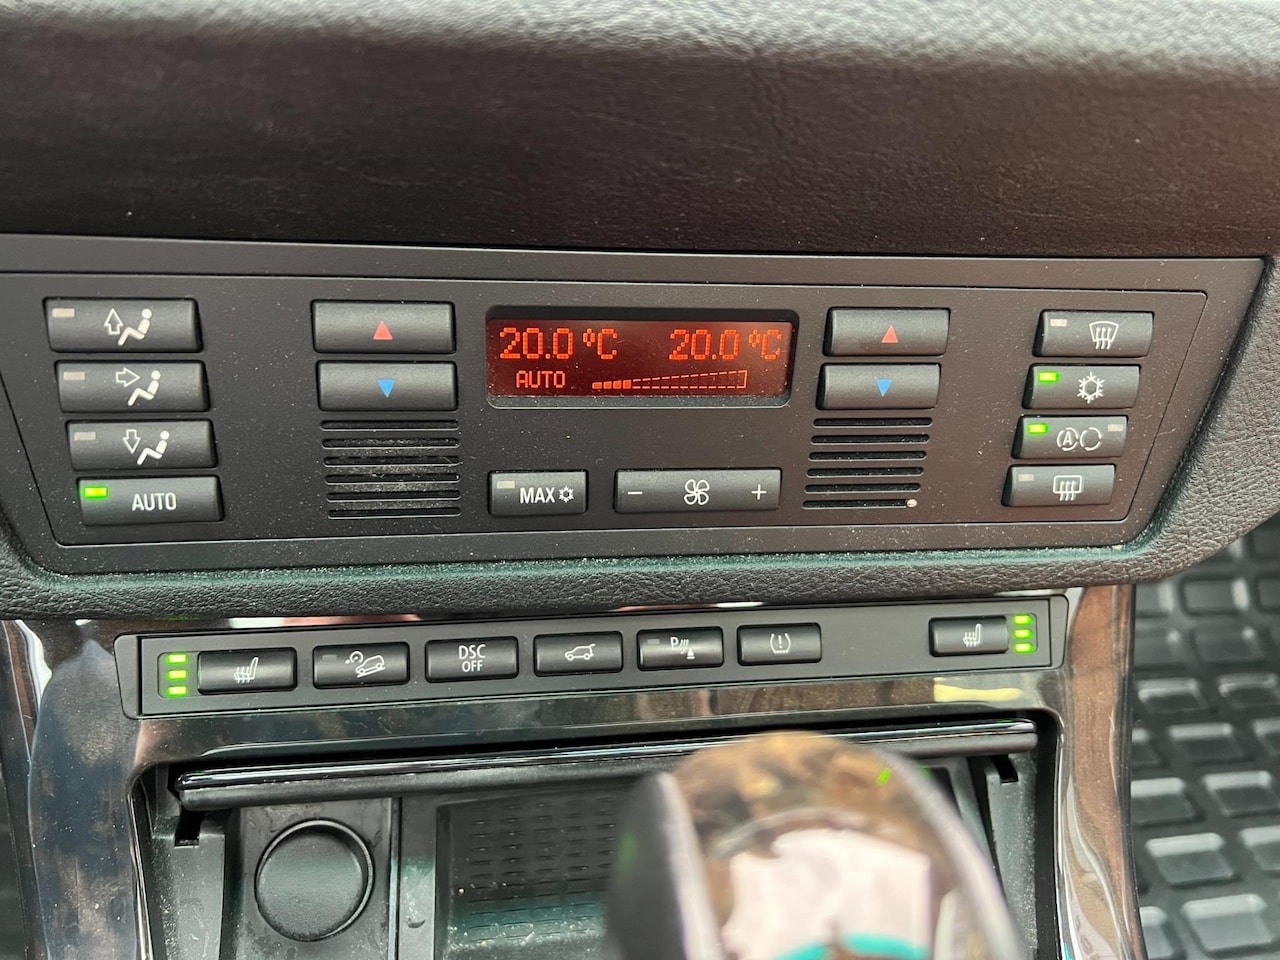 20.0 °C 20.0 °C
AUTO
AUTO
MAX
- +
A
DSC
OFF
P
!